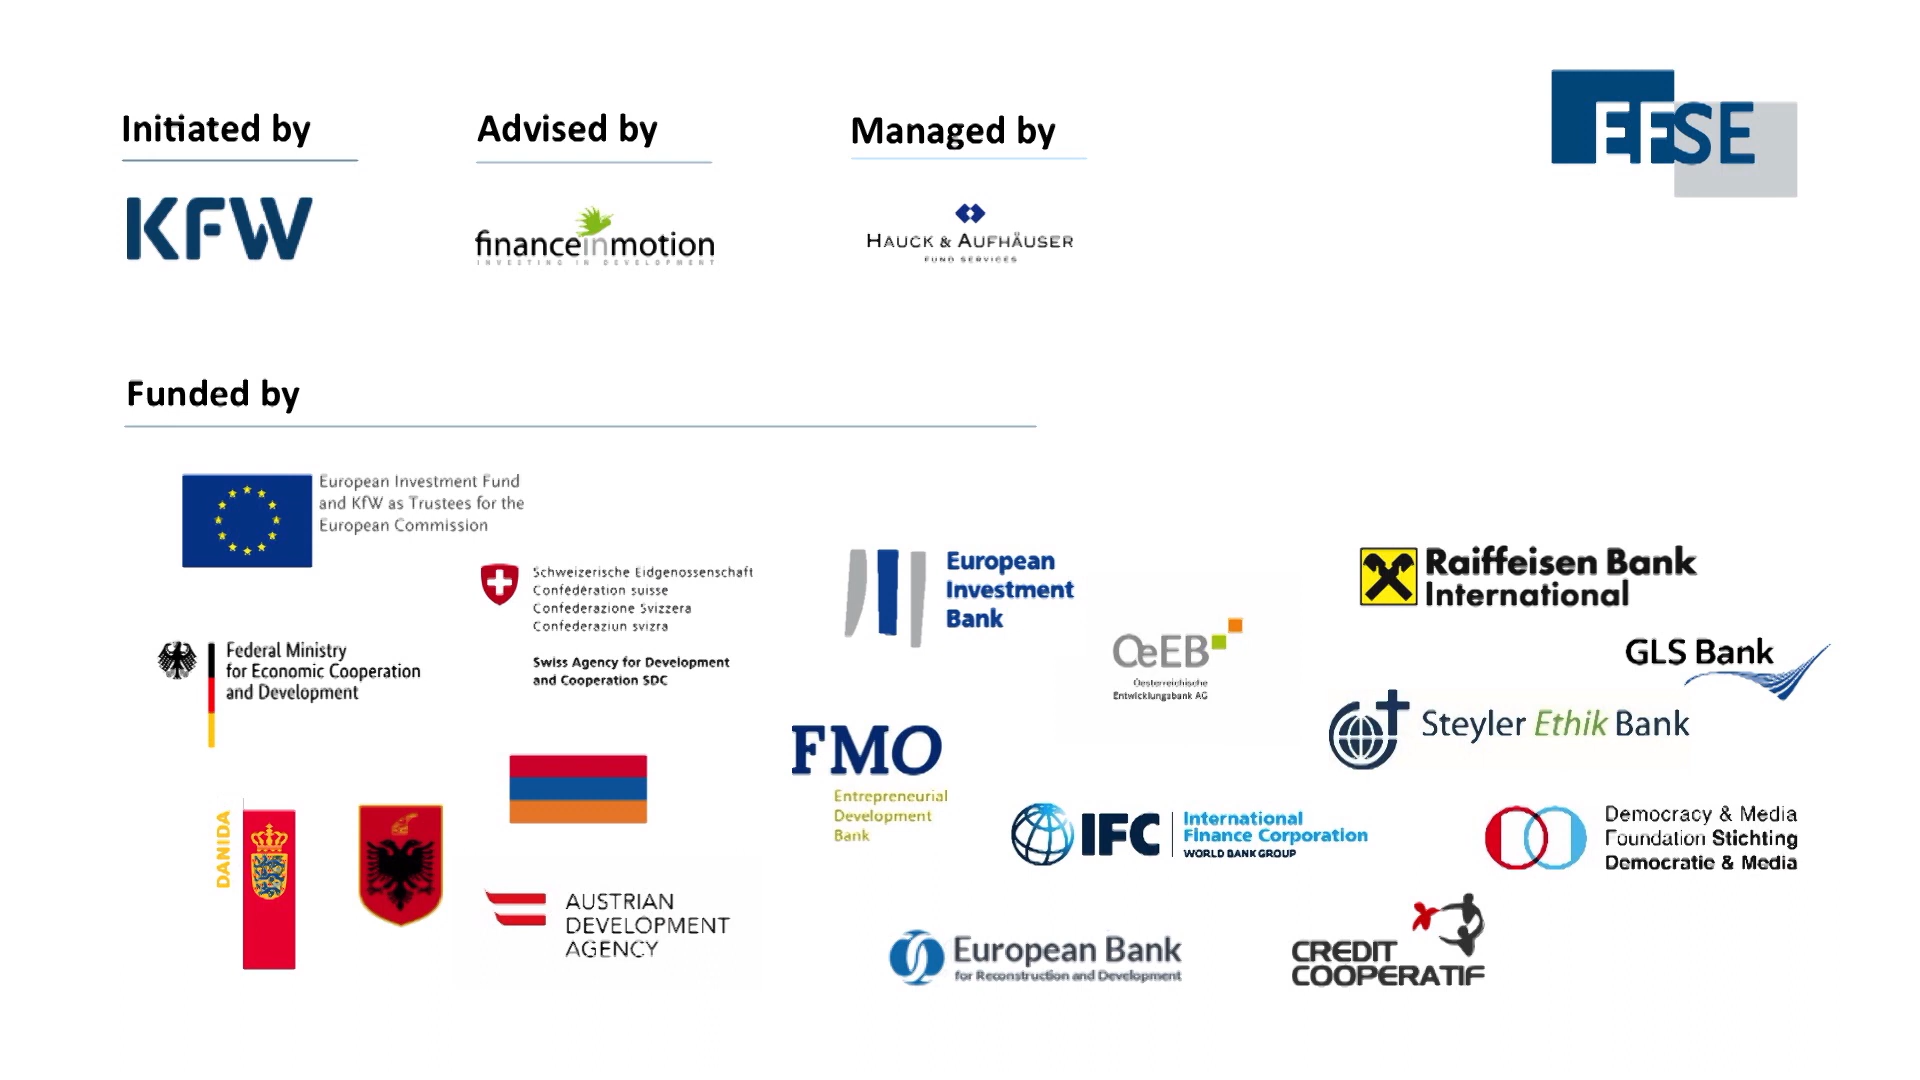 EFSE
Initiated by
Advised by
Managed by
KFW
financeinmotion
INVESTING IN DEVELOPMENT
HAUCK & AUFHÄUSER
FUND SERVICES
Funded by
European Investment Fund
and KfW as Trustees for the
European Commission
Schweizerische Eidgenossenschaft
Confédération suisse
Confederazione Svizzera
Confederaziun svizra
Swiss Agency for Development
and Cooperation SDC
European
Investment
Bank
Raiffeisen Bank
International
Federal Ministry
for Economic Cooperation
and Development
OeEB
Oesterreichische
Entwicklungsbank AG
GLS Bank
Steyler Ethik Bank
FMO
Entrepreneurial
Development
Bank
DANIDA
IFC
International
Finance Corporation
WORLD BANK GROUP
Democracy & Media
Foundation Stichting
Democratie & Media
AUSTRIAN
DEVELOPMENT
AGENCY
European Bank
for Reconstruction and Development
CREDIT
COOPERATIF